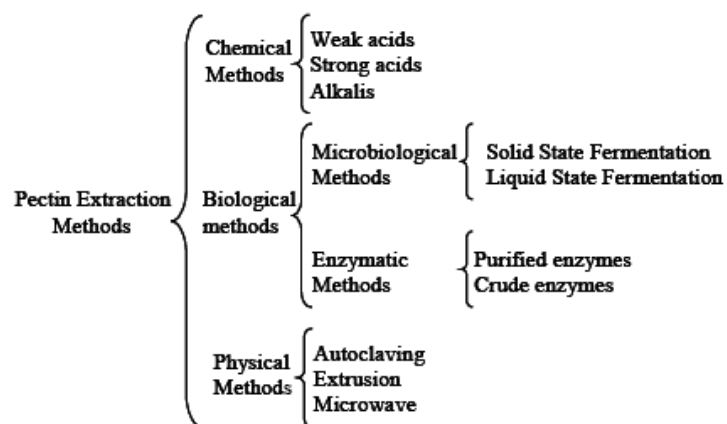 Pectin Extraction
Methods
Chemical
Methods
Weak acids
Strong acids
Alkalis
Biological
methods
Microbiological
Methods
Solid State Fermentation
Liquid State Fermentation
Enzymatic
Methods
Purified enzymes
Crude enzymes
Physical
Methods
Autoclaving
Extrusion
Microwave